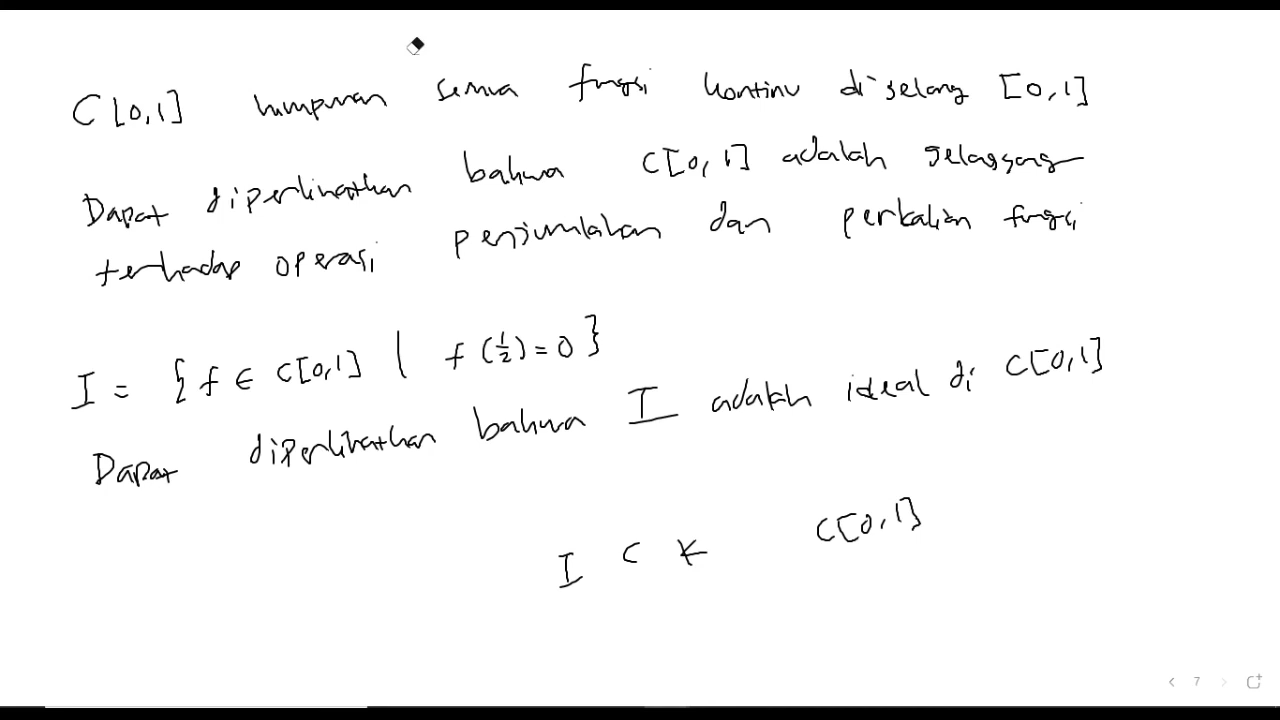 C[0,1] himpunan semua fungsi kontinu di selang [0,1]
Dapat diperlihatkan bahwa C[0,1] adalah gelanggang
terhadap operasi penjumlahan dan perkalian fungsi
I = {f ∈ C[0,1] | f(½)=0}
Dapat diperlihatkan bahwa I adalah ideal di C[0,1]
I ⊂ K C[0,1]
7